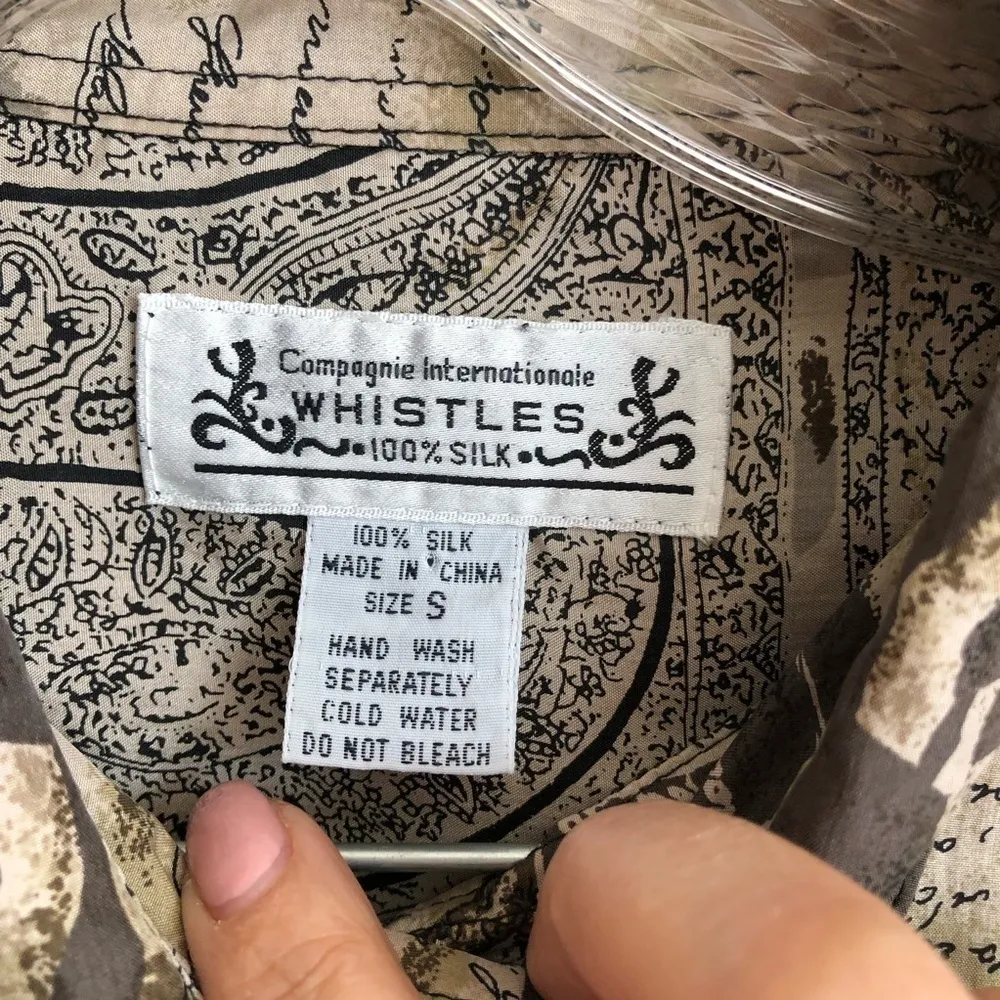 Compagnie Internationale
WHISTLES
100% SILK
100% SILK
MADE IN CHINA
SIZE S
HAND WASH
SEPARATELY
COLD WATER
DO NOT BLEACH